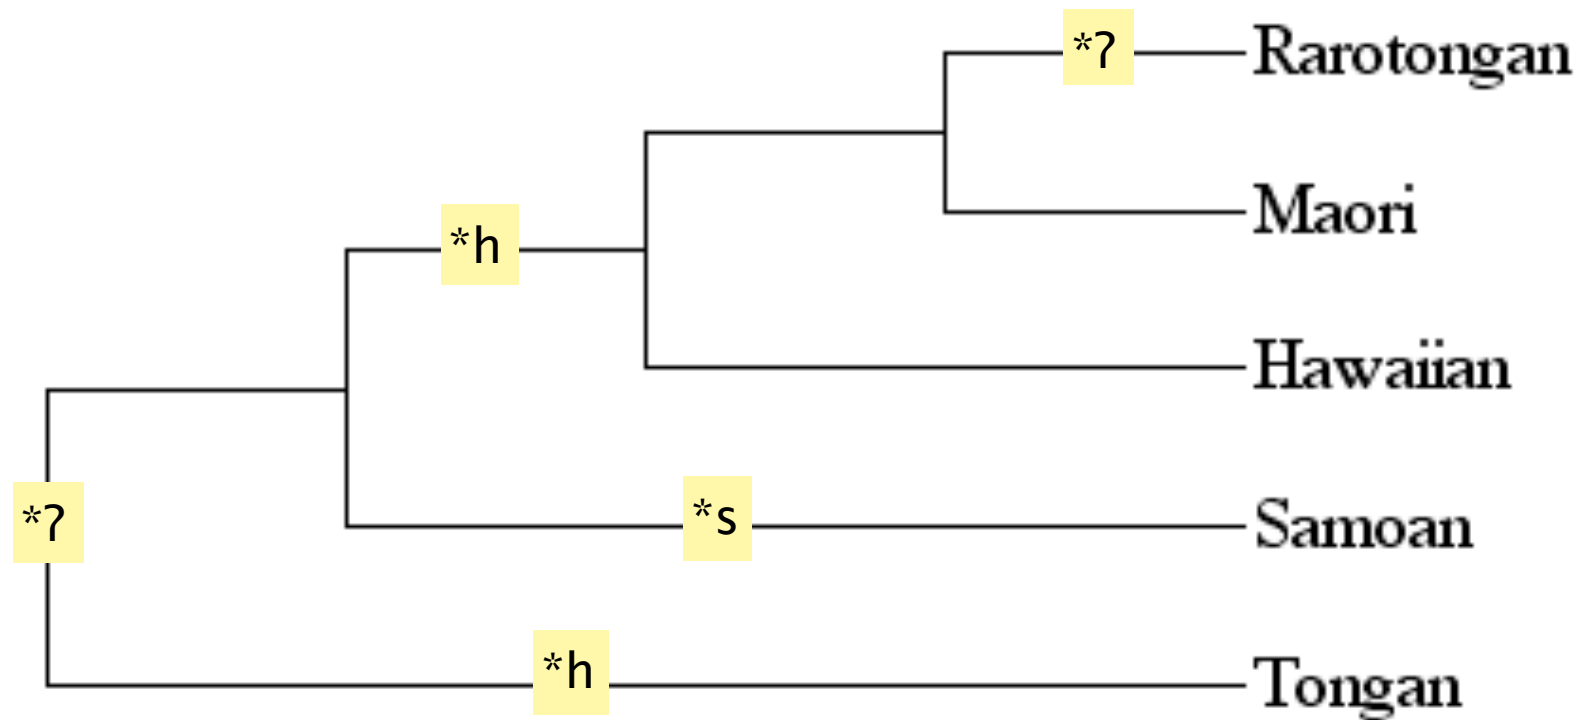 *ʔ
Rarotongan
Maori
*h
Hawaiian
*ʔ
*s
Samoan
*h
Tongan